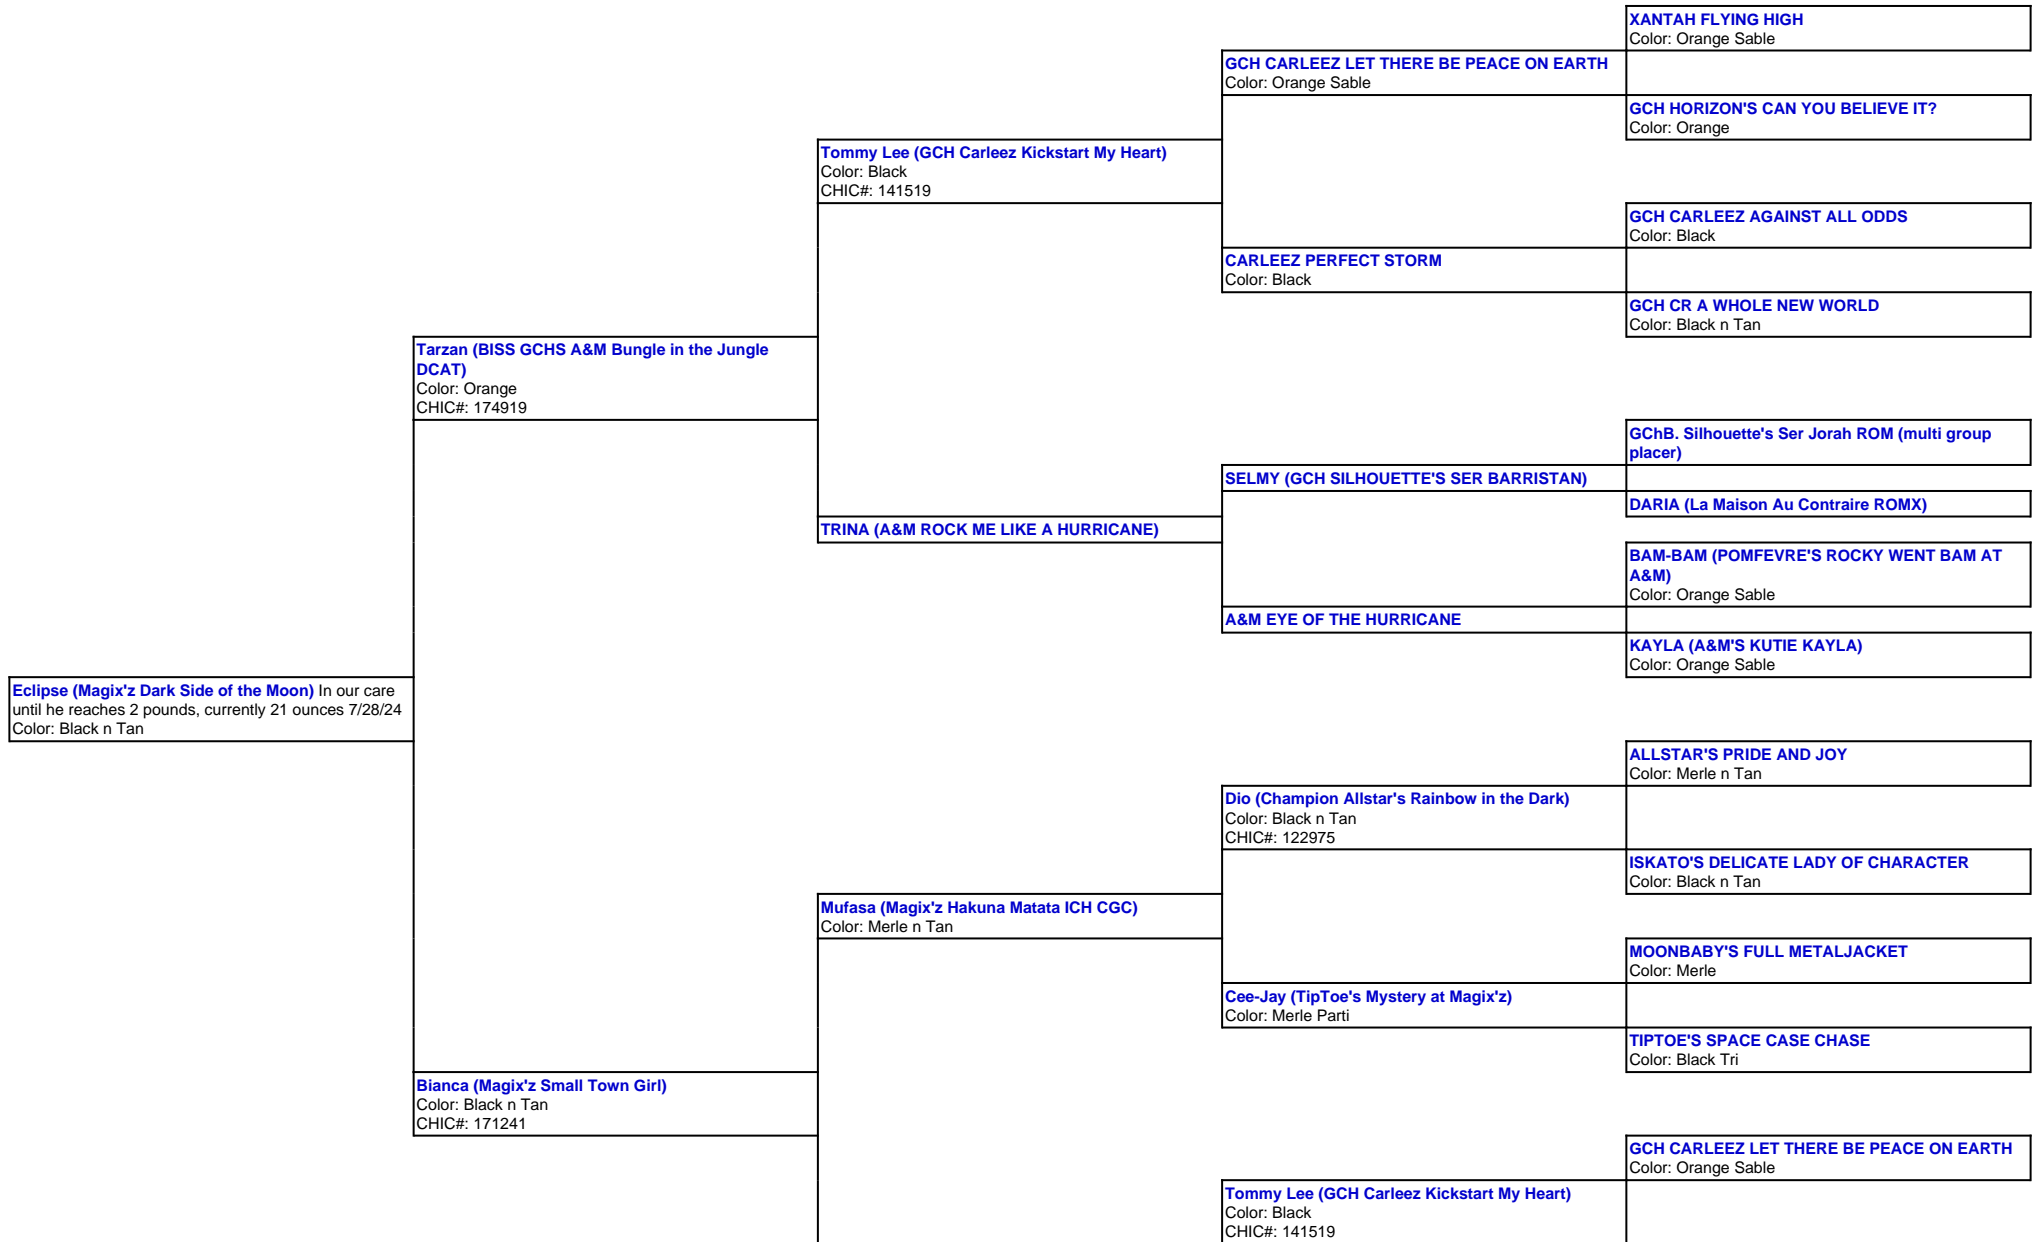 XANTAH FLYING HIGH
Color: Orange Sable
GCH CARLEEZ LET THERE BE PEACE ON EARTH
Color: Orange Sable
GCH HORIZON'S CAN YOU BELIEVE IT?
Color: Orange
Tommy Lee (GCH Carleez Kickstart My Heart)
Color: Black
CHIC#: 141519
GCH CARLEEZ AGAINST ALL ODDS
Color: Black
CARLEEZ PERFECT STORM
Color: Black
GCH CR A WHOLE NEW WORLD
Color: Black n Tan
Tarzan (BISS GCHS A&M Bungle in the Jungle
DCAT)
Color: Orange
CHIC#: 174919
GChB. Silhouette's Ser Jorah ROM (multi group
placer)
SELMY (GCH SILHOUETTE'S SER BARRISTAN)
DARIA (La Maison Au Contraire ROMX)
TRINA (A&M ROCK ME LIKE A HURRICANE)
BAM-BAM (POMFEVRE'S ROCKY WENT BAM AT
A&M)
Color: Orange Sable
A&M EYE OF THE HURRICANE
KAYLA (A&M'S KUTIE KAYLA)
Color: Orange Sable
Eclipse (Magix'z Dark Side of the Moon) In our care
until he reaches 2 pounds, currently 21 ounces 7/28/24
Color: Black n Tan
ALLSTAR'S PRIDE AND JOY
Color: Merle n Tan
Dio (Champion Allstar's Rainbow in the Dark)
Color: Black n Tan
CHIC#: 122975
ISKATO'S DELICATE LADY OF CHARACTER
Color: Black n Tan
Mufasa (Magix'z Hakuna Matata ICH CGC)
Color: Merle n Tan
MOONBABY'S FULL METALJACKET
Color: Merle
Cee-Jay (TipToe's Mystery at Magix'z)
Color: Merle Parti
TIPTOE'S SPACE CASE CHASE
Color: Black Tri
Bianca (Magix'z Small Town Girl)
Color: Black n Tan
CHIC#: 171241
GCH CARLEEZ LET THERE BE PEACE ON EARTH
Color: Orange Sable
Tommy Lee (GCH Carleez Kickstart My Heart)
Color: Black
CHIC#: 141519